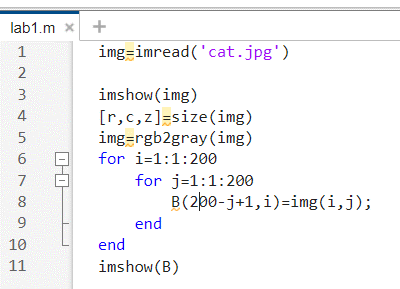 lab1.m × +
1 img=imread('cat.jpg')
2
3 imshow(img)
4 [r,c,z]=size(img)
5 img=rgb2gray(img)
6 for i=1:1:200
7 for j=1:1:200
8 B(200-j+1,i)=img(i,j);
9 end
10 end
11 imshow(B)